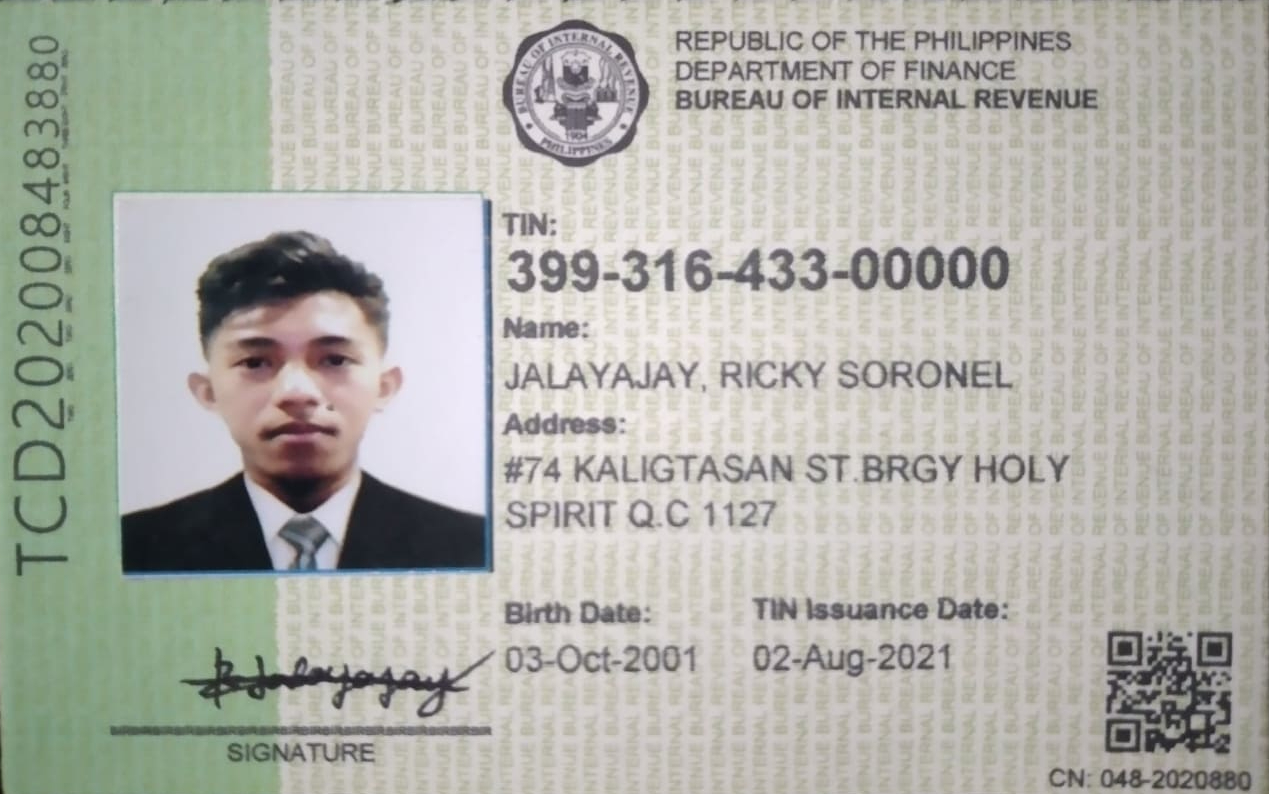 TCD202008483880
BUREAU OF INTERNAL REVENUE
1904
PHILIPPINES
REPUBLIC OF THE PHILIPPINES
DEPARTMENT OF FINANCE
BUREAU OF INTERNAL REVENUE
TIN:
399-316-433-00000
Name:
JALAYAJAY, RICKY SORONEL
Address:
#74 KALIGTASAN ST.BRGY HOLY
SPIRIT Q.C 1127
Birth Date:
03-Oct-2001
TIN Issuance Date:
02-Aug-2021
SIGNATURE
CN: 048-2020880